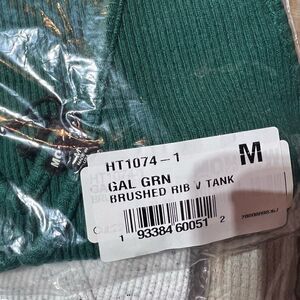 HT1074-1
M
GAL GRN
BRUSHED RIB V TANK
1 93384 60051 2